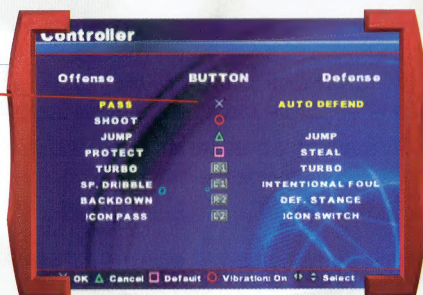 Controller
Offense BUTTON Defense
PASS AUTO DEFEND
SHOOT
JUMP JUMP
PROTECT STEAL
TURBO R1 TURBO
SP. DRIBBLE L1 INTENTIONAL FOUL
BACKDOWN R2 DEF. STANCE
ICON PASS L2 ICON SWITCH
OK Cancel Default Vibration: On Select